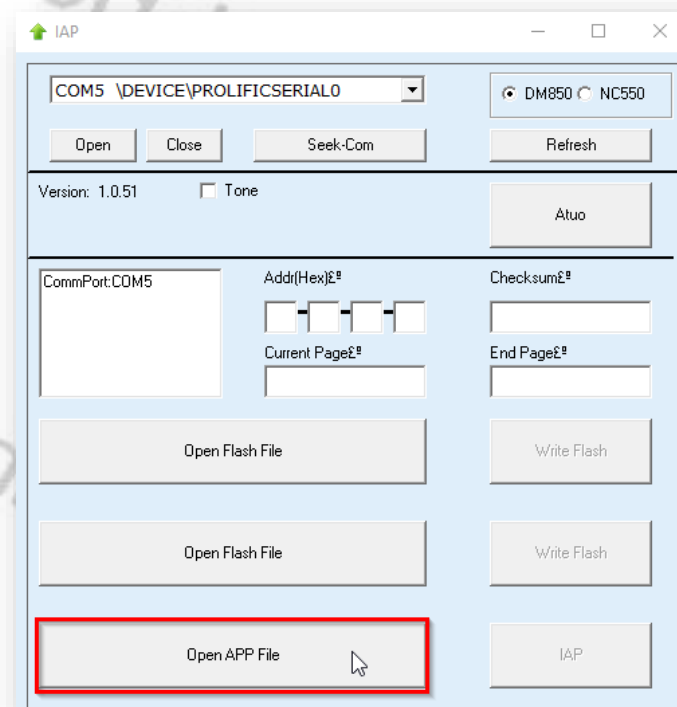 IAP
COM5 \DEVICE\PROLIFICSERIAL0
DM850 NC550
Open Close Seek-Com Refresh
Version: 1.0.51 Tone
Atuo
CommPort:COM5
Addr(Hex)£º
Checksum£º
Current Page£º
End Page£º
Open Flash File Write Flash
Open Flash File Write Flash
Open APP File IAP